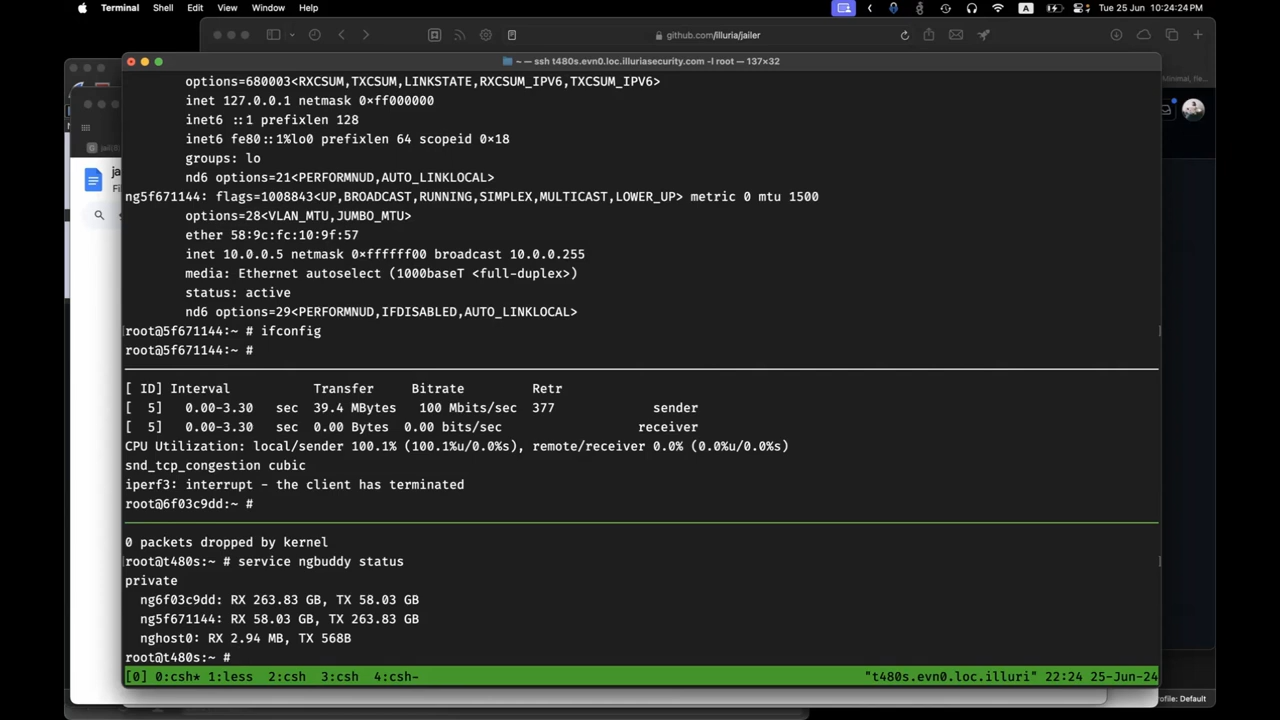 Terminal Shell Edit View Window Help
A
Tue 25 Jun 10:24:24 PM
github.com/illuria/jailer
~ — ssh t480s.evn0.loc.illuriasecurity.com -l root — 137×32
options=680003<RXCSUM,TXCSUM,LINKSTATE,RXCSUM_IPV6,TXCSUM_IPV6>
inet 127.0.0.1 netmask 0xff000000
inet6 ::1 prefixlen 128
inet6 fe80::1%lo0 prefixlen 64 scopeid 0x18
groups: lo
nd6 options=21<PERFORMNUD,AUTO_LINKLOCAL>
ng5f671144: flags=1008843<UP,BROADCAST,RUNNING,SIMPLEX,MULTICAST,LOWER_UP> metric 0 mtu 1500
options=28<VLAN_MTU,JUMBO_MTU>
ether 58:9c:fc:10:9f:57
inet 10.0.0.5 netmask 0xffffff00 broadcast 10.0.0.255
media: Ethernet autoselect (1000baseT <full-duplex>)
status: active
nd6 options=29<PERFORMNUD,IFDISABLED,AUTO_LINKLOCAL>
root@5f671144:~ # ifconfig
root@5f671144:~ #
[ ID] Interval Transfer Bitrate Retr
[ 5] 0.00-3.30 sec 39.4 MBytes 100 Mbits/sec 377 sender
[ 5] 0.00-3.30 sec 0.00 Bytes 0.00 bits/sec receiver
CPU Utilization: local/sender 100.1% (100.1%u/0.0%s), remote/receiver 0.0% (0.0%u/0.0%s)
snd_tcp_congestion cubic
iperf3: interrupt - the client has terminated
root@6f03c9dd:~ #
0 packets dropped by kernel
root@t480s:~ # service ngbuddy status
private
ng6f03c9dd: RX 263.83 GB, TX 58.03 GB
ng5f671144: RX 58.03 GB, TX 263.83 GB
nghost0: RX 2.94 MB, TX 568B
root@t480s:~ #
[0] 0:csh* 1:less 2:csh 3:csh 4:csh- "t480s.evn0.loc.illuri" 22:24 25-Jun-24
Default